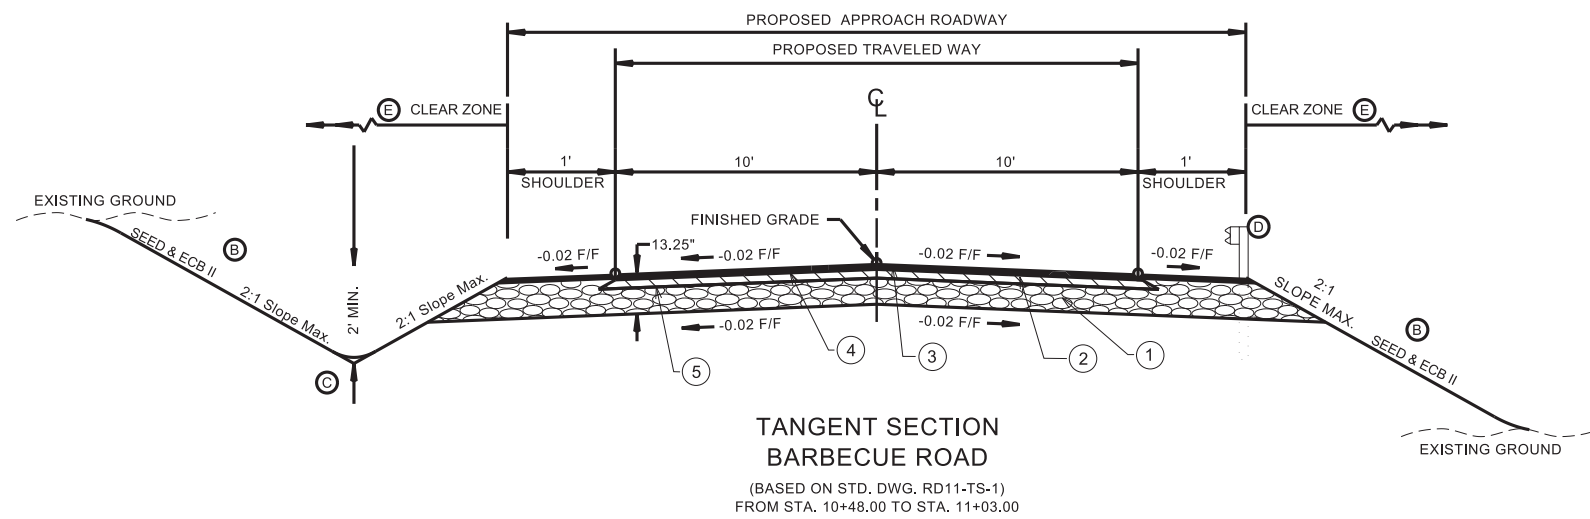 PROPOSED APPROACH ROADWAY
PROPOSED TRAVELED WAY
E CLEAR ZONE
CL
CLEAR ZONE E
1'
SHOULDER
10'
10'
1'
SHOULDER
EXISTING GROUND
FINISHED GRADE
D
SEED & ECB II
B
-0.02 F/F
13.25"
-0.02 F/F
-0.02 F/F
-0.02 F/F
2:1 Slope Max.
2' MIN.
2:1 Slope Max.
2:1
SLOPE MAX.
-0.02 F/F
-0.02 F/F
B
SEED & ECB II
C
5
4
3
2
1
EXISTING GROUND
TANGENT SECTION
BARBECUE ROAD
(BASED ON STD. DWG. RD11-TS-1)
FROM STA. 10+48.00 TO STA. 11+03.00